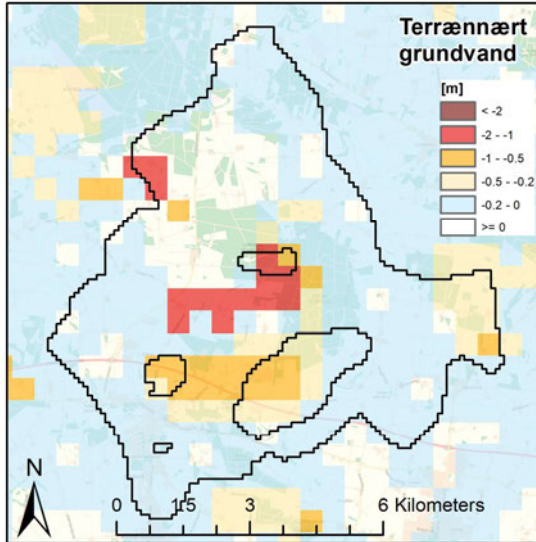 Terrænnært
grundvand
[m]
< -2
-2 - -1
-1 - -0.5
-0.5 - -0.2
-0.2 - 0
>= 0
N
0 1.5 3 6 Kilometers